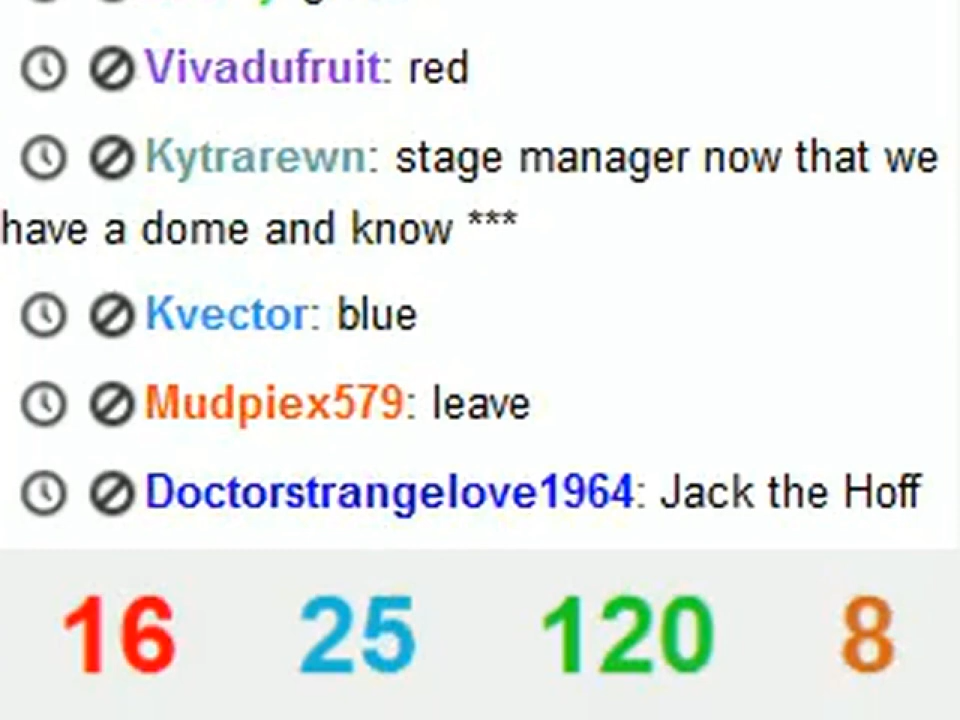 Vivadufruit: red
Kytrarewn: stage manager now that we
have a dome and know ***
Kvector: blue
Mudpiex579: leave
Doctorstrangelove1964: Jack the Hoff
16 25 120 8